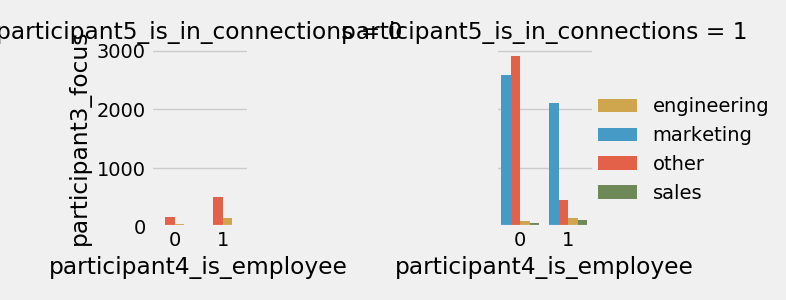 participant5_is_in_connections = 0
participant5_is_in_connections = 1
participant3_focus
3000
2000
1000
0
0 1
0 1
participant4_is_employee
participant4_is_employee
engineering
marketing
other
sales